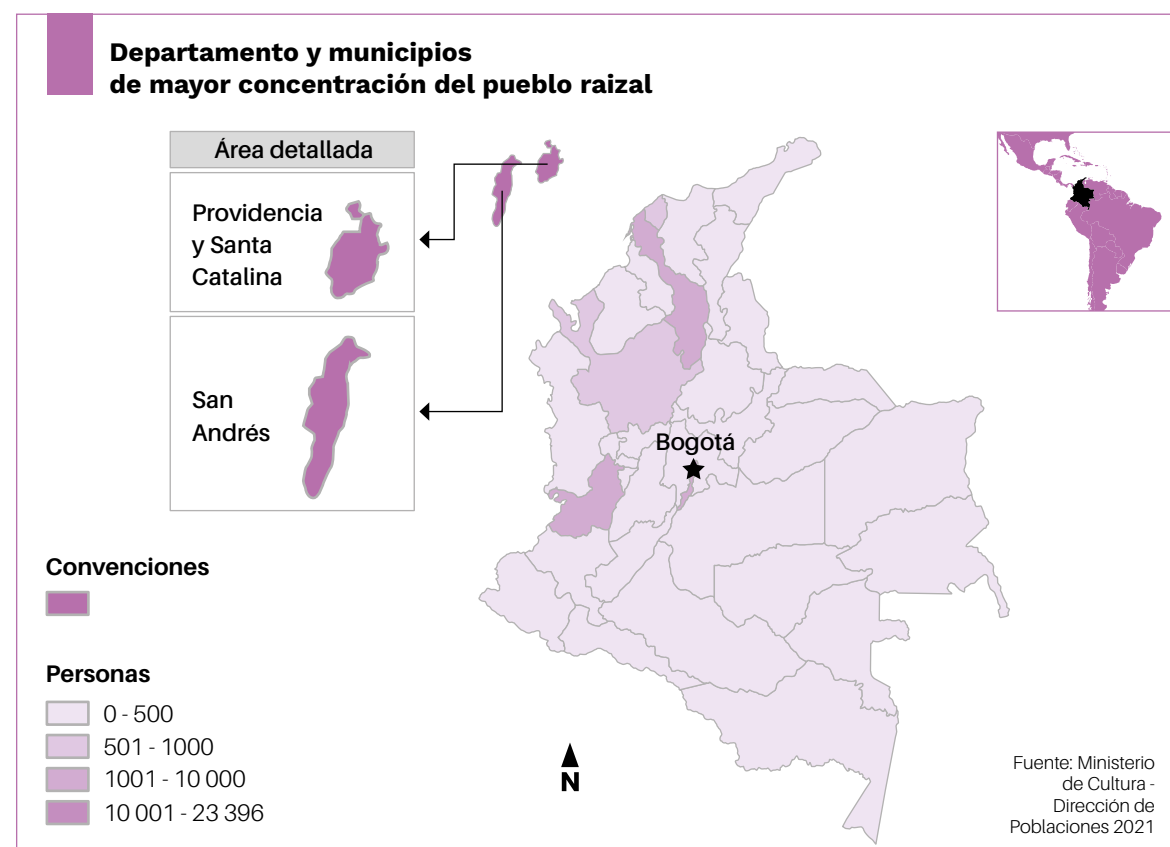 Departamento y municipios
de mayor concentración del pueblo raizal
Área detallada
Providencia
y Santa
Catalina
San
Andrés
Bogotá
Convenciones
Personas
0 - 500
501 - 1000
1001 - 10 000
10 001 - 23 396
N
Fuente: Ministerio
de Cultura -
Dirección de
Poblaciones 2021